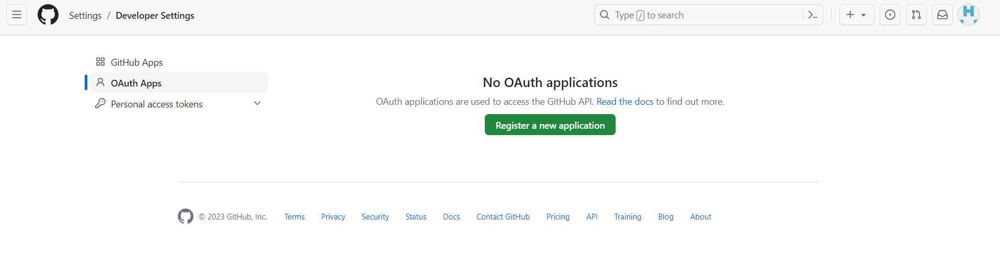 Settings / Developer Settings
Type / to search
GitHub Apps
OAuth Apps
Personal access tokens
No OAuth applications
OAuth applications are used to access the GitHub API. Read the docs to find out more.
Register a new application
© 2023 GitHub, Inc. Terms Privacy Security Status Docs Contact GitHub Pricing API Training Blog About